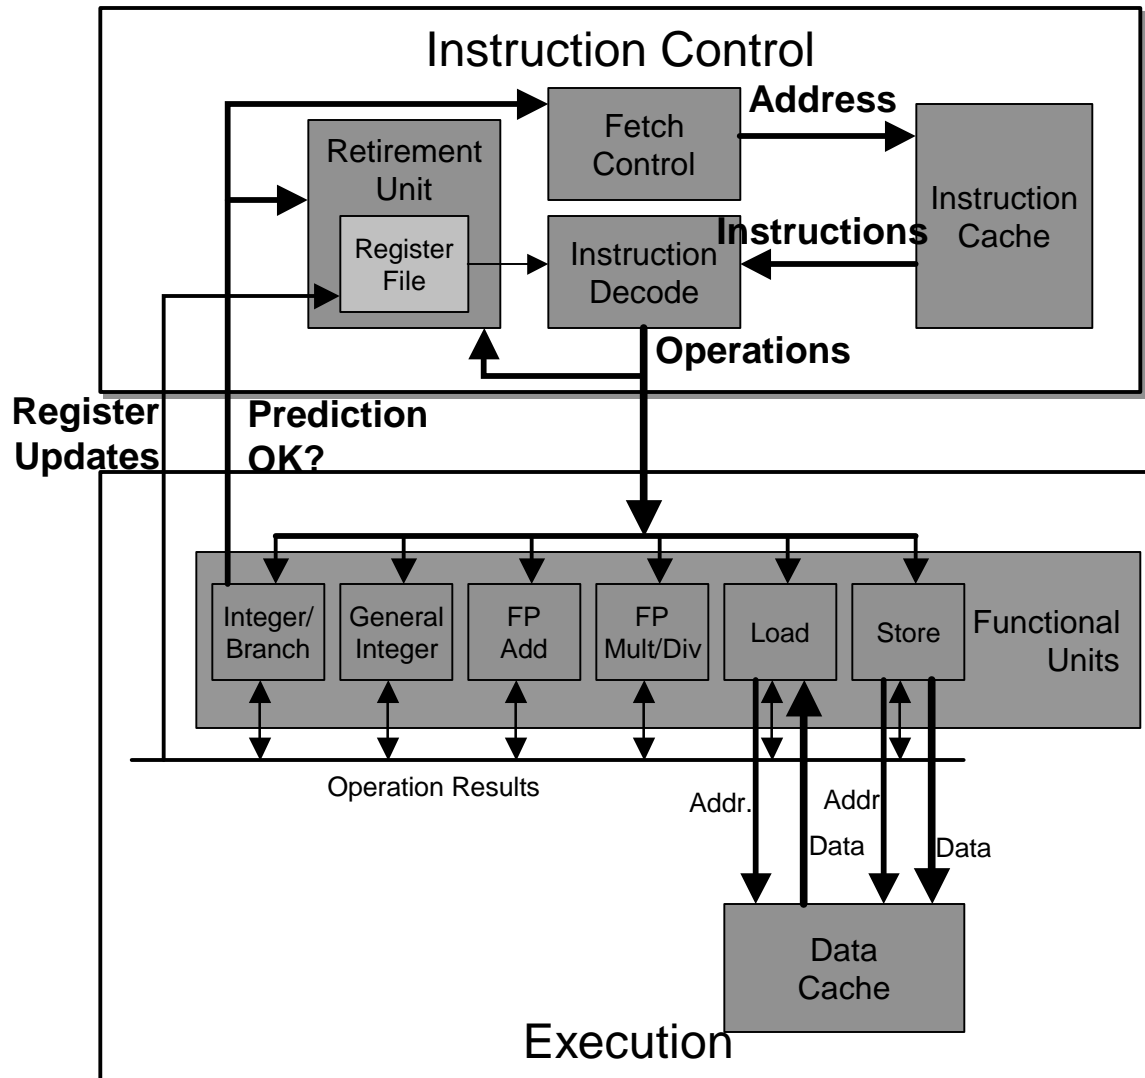 Instruction Control
Address
Fetch
Control
Retirement
Unit
Instruction
Cache
Instructions
Register
File
Instruction
Decode
Operations
Register
Updates
Prediction
OK?
Integer/
Branch
General
Integer
FP
Add
FP
Mult/Div
Load
Store
Functional
Units
Operation Results
Addr.
Addr.
Data
Data
Data
Cache
Execution